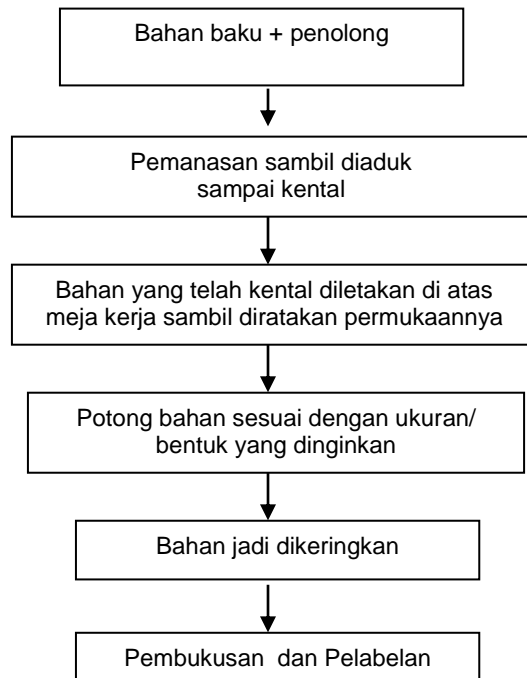 Bahan baku + penolong
Pemanasan sambil diaduk
sampai kental
Bahan yang telah kental diletakan di atas
meja kerja sambil diratakan permukaannya
Potong bahan sesuai dengan ukuran/
bentuk yang dinginkan
Bahan jadi dikeringkan
Pembukusan dan Pelabelan